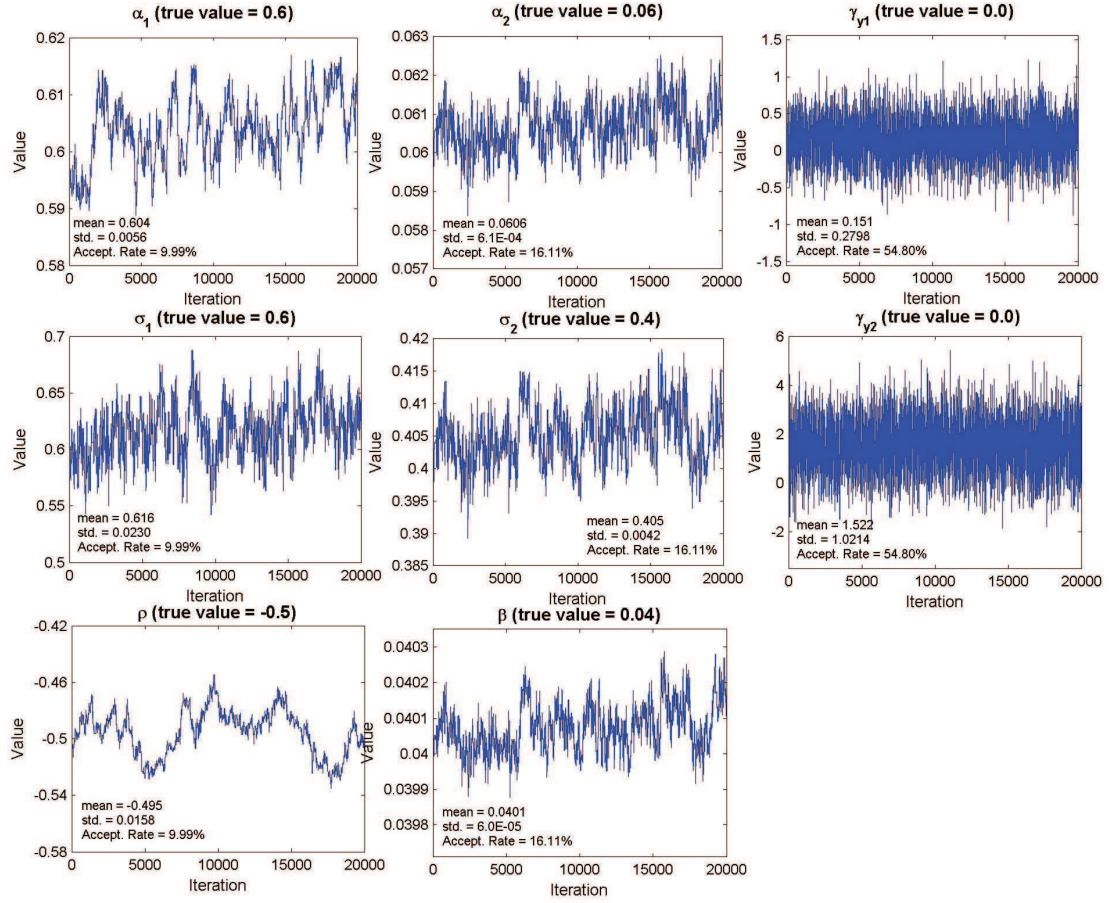 α1 (true value = 0.6)
0.62
0.61
0.6
0.59
0.58
Value
mean = 0.604
std. = 0.0056
Accept. Rate = 9.99%
0 5000 10000 15000 20000
Iteration
α2 (true value = 0.06)
0.063
0.062
0.061
0.06
0.059
0.058
0.057
Value
mean = 0.0606
std. = 6.1E-04
Accept. Rate = 16.11%
0 5000 10000 15000 20000
Iteration
γy1 (true value = 0.0)
1.5
1
0.5
0
-0.5
-1
-1.5
Value
mean = 0.151
std. = 0.2798
Accept. Rate = 54.80%
0 5000 10000 15000 20000
Iteration
σ1 (true value = 0.6)
0.7
0.65
0.6
0.55
0.5
Value
mean = 0.616
std. = 0.0230
Accept. Rate = 9.99%
0 5000 10000 15000 20000
Iteration
σ2 (true value = 0.4)
0.42
0.415
0.41
0.405
0.4
0.395
0.39
0.385
Value
mean = 0.405
std. = 0.0042
Accept. Rate = 16.11%
0 5000 10000 15000 20000
Iteration
γy2 (true value = 0.0)
6
4
2
0
-2
Value
mean = 1.522
std. = 1.0214
Accept. Rate = 54.80%
0 5000 10000 15000 20000
Iteration
ρ (true value = -0.5)
-0.42
-0.46
-0.5
-0.54
-0.58
Value
mean = -0.495
std. = 0.0158
Accept. Rate = 9.99%
0 5000 10000 15000 20000
Iteration
β (true value = 0.04)
0.0403
0.0402
0.0401
0.04
0.0399
0.0398
Value
mean = 0.0401
std. = 6.0E-05
Accept. Rate = 16.11%
0 5000 10000 15000 20000
Iteration